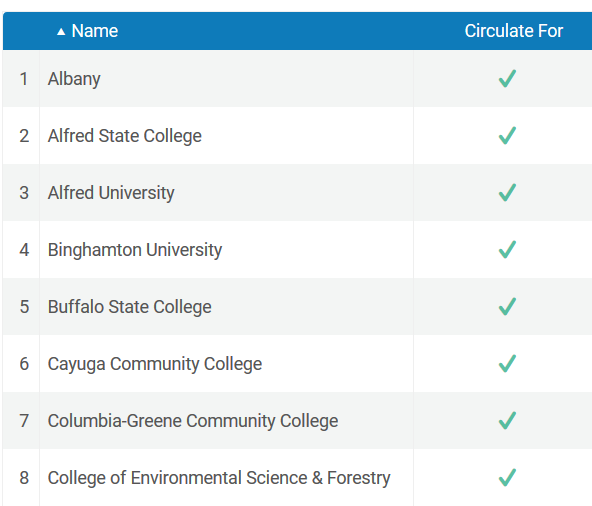 ▲ Name Circulate For
1 Albany ✓
2 Alfred State College ✓
3 Alfred University ✓
4 Binghamton University ✓
5 Buffalo State College ✓
6 Cayuga Community College ✓
7 Columbia-Greene Community College ✓
8 College of Environmental Science & Forestry ✓